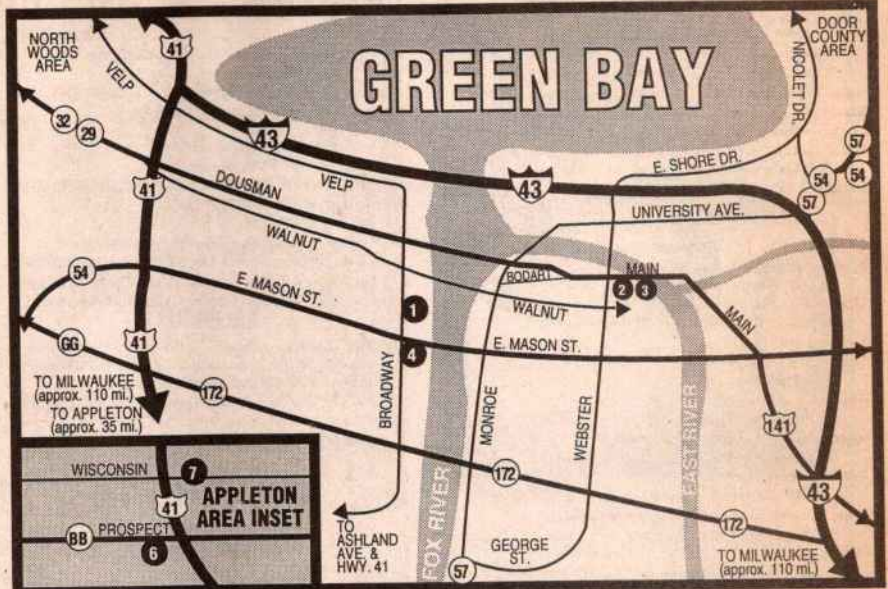 NORTH
WOODS
AREA
VELP
41
GREEN BAY
DOOR
COUNTY
AREA
NICOLET DR.
32
29
43
57
54
54
57
E. SHORE DR.
41
DOUSMAN
VELP
43
UNIVERSITY AVE.
WALNUT
BODART
MAIN
2 3
54
E. MASON ST.
1
WALNUT
MAIN
GG
41
4
E. MASON ST.
TO MILWAUKEE
(approx. 110 mi.)
TO APPLETON
(approx. 35 mi.)
172
BROADWAY
MONROE
WEBSTER
EAST RIVER
141
WISCONSIN
7
41
APPLETON
AREA INSET
BB
PROSPECT
6
172
43
TO
ASHLAND
AVE. &
HWY. 41
FOX RIVER
GEORGE
ST.
57
172
TO MILWAUKEE
(approx. 110 mi.)